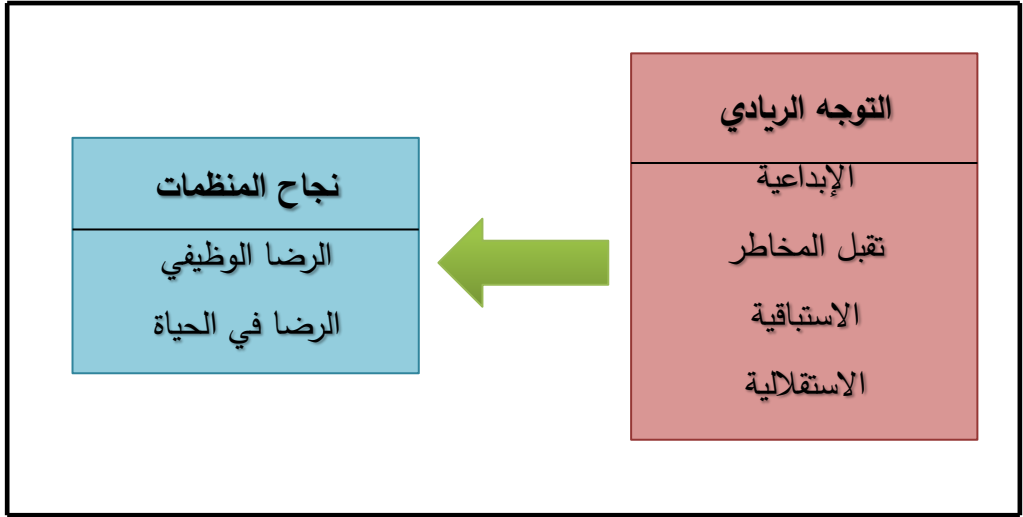 التوجه الريادي
الإبداعية
تقبل المخاطر
الاستباقية
الاستقلالية
نجاح المنظمات
الرضا الوظيفي
الرضا في الحياة